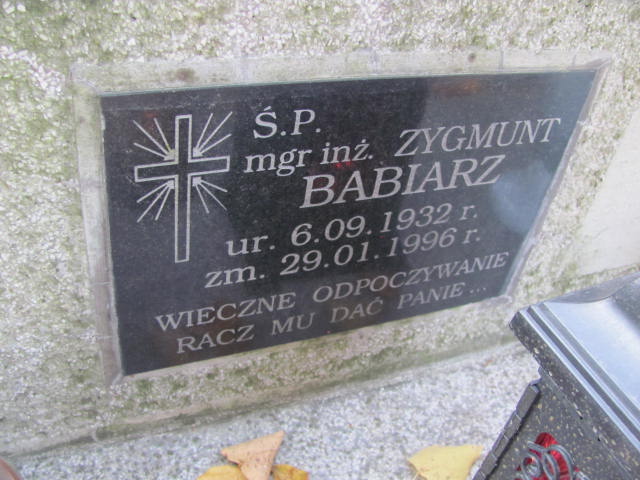 Ś.P.
mgr inż. ZYGMUNT
BABIARZ
ur. 6.09.1932 r.
zm. 29.01.1996 r.
WIECZNE ODPOCZYWANIE
RACZ MU DAĆ PANIE...